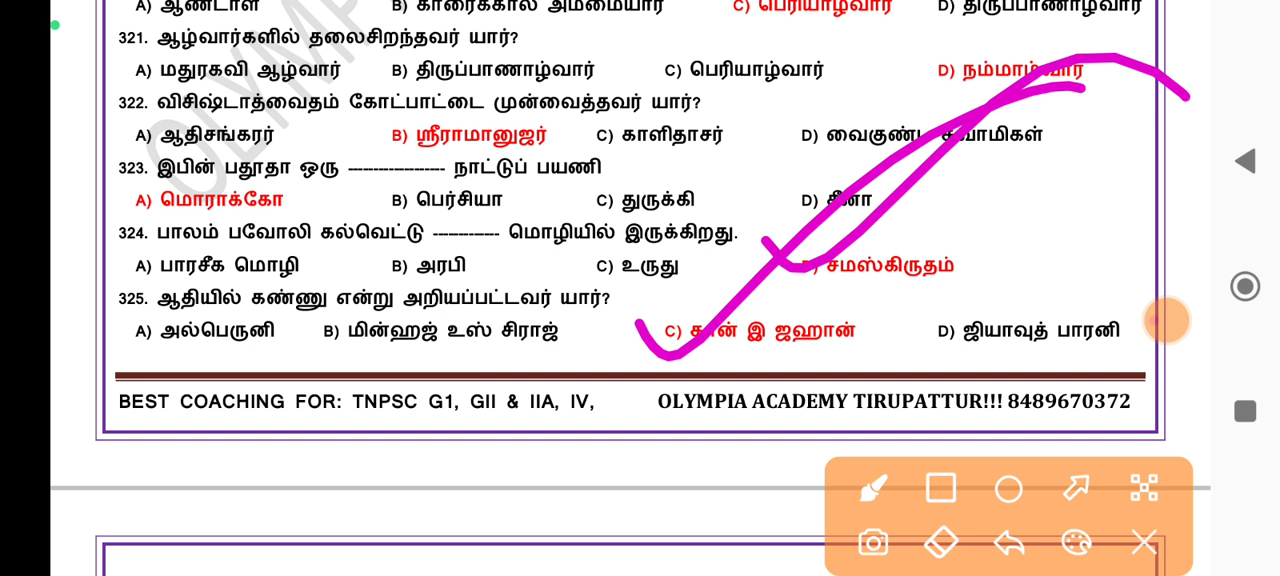 A) ஆண்டாள் B) காரைக்கால் அம்மையார் C) பெரியாழ்வார் D) திருப்பாணாழ்வார்
321. ஆழ்வார்களில் தலைசிறந்தவர் யார்?
A) மதுரகவி ஆழ்வார் B) திருப்பாணாழ்வார் C) பெரியாழ்வார் D) நம்மாழ்வார்
322. விசிஷ்டாத்வைதம் கோட்பாட்டை முன்வைத்தவர் யார்?
A) ஆதிசங்கரர் B) ஸ்ரீராமானுஜர் C) காளிதாசர் D) வைகுண்ட சுவாமிகள்
323. இபின் பதூதா ஒரு ------------------ நாட்டுப் பயணி
A) மொராக்கோ B) பெர்சியா C) துருக்கி D) சீனா
324. பாலம் பவோலி கல்வெட்டு ------------ மொழியில் இருக்கிறது.
A) பாரசீக மொழி B) அரபி C) உருது D) சமஸ்கிருதம்
325. ஆதியில் கண்ணு என்று அறியப்பட்டவர் யார்?
A) அல்பெருனி B) மின்ஹஜ் உஸ் சிராஜ் C) கான் இ ஜஹான் D) ஜியாவுத் பாரனி
BEST COACHING FOR: TNPSC G1, GII & IIA, IV, OLYMPIA ACADEMY TIRUPATTUR!!! 8489670372